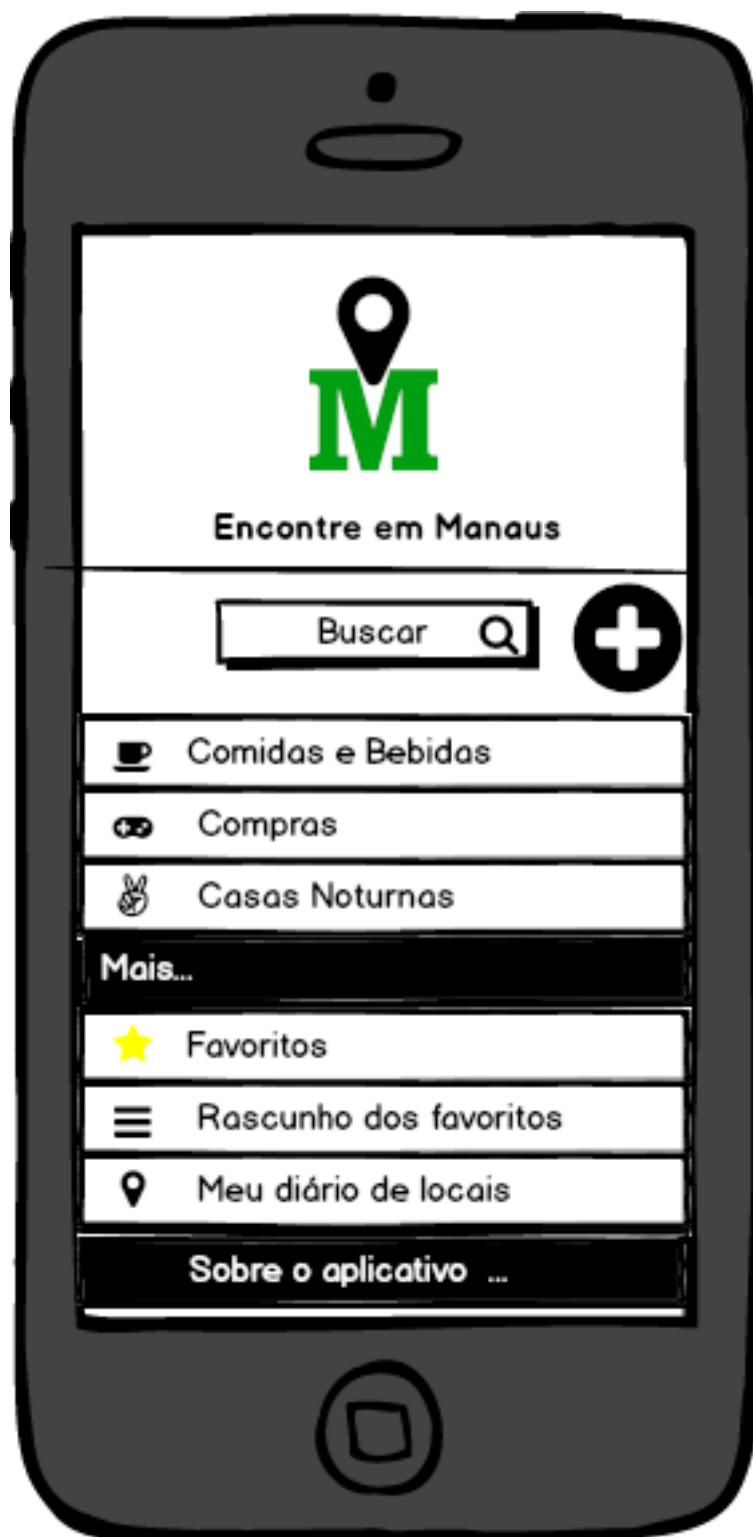 M
Encontre em Manaus
Buscar
Comidas e Bebidas
Compras
Casas Noturnas
Mais...
Favoritos
Rascunho dos favoritos
Meu diário de locais
Sobre o aplicativo ...